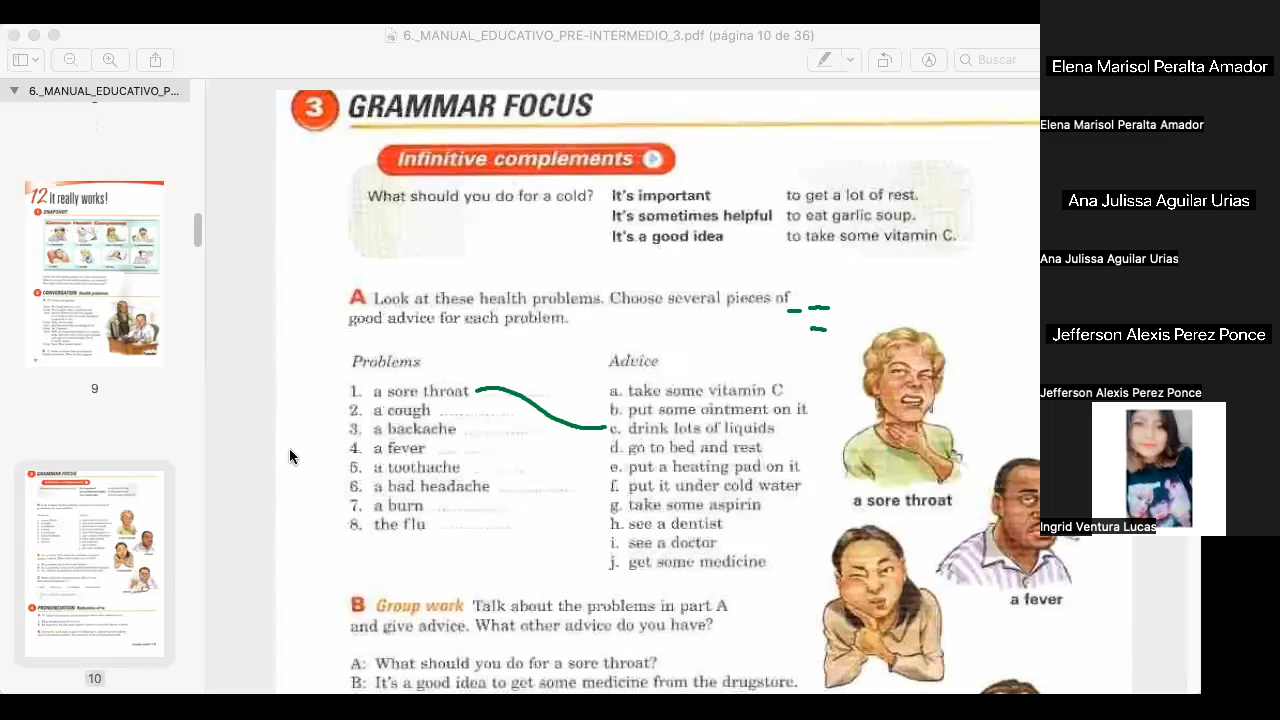 6._MANUAL_EDUCATIVO_PRE-INTERMEDIO_3.pdf (página 10 de 36)
Buscar
6._MANUAL_EDUCATIVO_P...
12 it really works!
1 SNAPSHOT
9
10
3 GRAMMAR FOCUS
Infinitive complements
What should you do for a cold? It's important to get a lot of rest.
It's sometimes helpful to eat garlic soup.
It's a good idea to take some vitamin C.
A Look at these health problems. Choose several pieces of
good advice for each problem.
Problems Advice
1. a sore throat a. take some vitamin C
2. a cough b. put some ointment on it
3. a backache c. drink lots of liquids
4. a fever d. go to bed and rest
5. a toothache e. put a heating pad on it
6. a bad headache f. put it under cold water
7. a burn g. take some aspirin
8. the flu h. see a dentist
i. see a doctor
j. get some medicine
a sore throat
a fever
B Group work Talk about the problems in part A
and give advice. What other advice do you have?
A: What should you do for a sore throat?
B: It's a good idea to get some medicine from the drugstore.
Elena Marisol Peralta Amador
Elena Marisol Peralta Amador
Ana Julissa Aguilar Urias
Ana Julissa Aguilar Urias
Jefferson Alexis Perez Ponce
Jefferson Alexis Perez Ponce
Ingrid Ventura Lucas